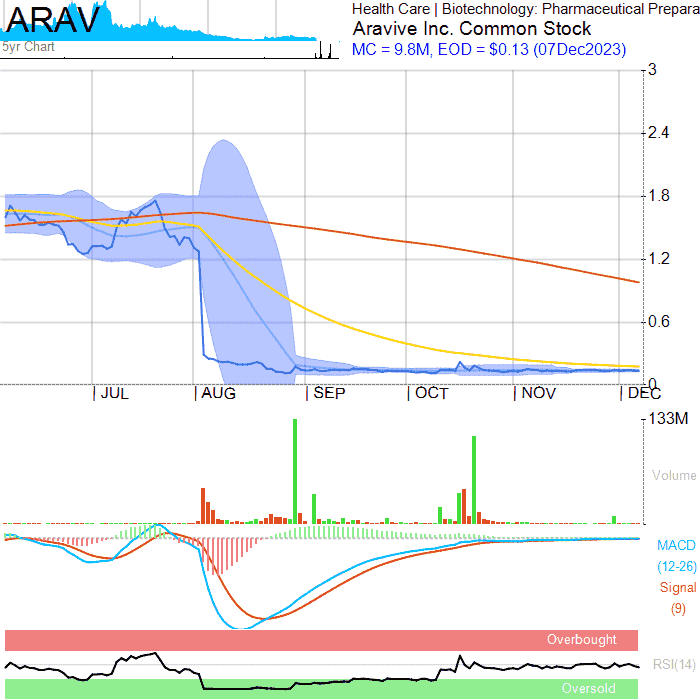 ARAV
5yr Chart
Health Care | Biotechnology: Pharmaceutical Prepara
Aravive Inc. Common Stock
MC = 9.8M, EOD = $0.13 (07Dec2023)
3
2.4
1.8
1.2
0.6
0
JUL AUG SEP OCT NOV DEC
133M
Volume
MACD
(12-26)
Signal
(9)
Overbought
RSI(14)
Oversold